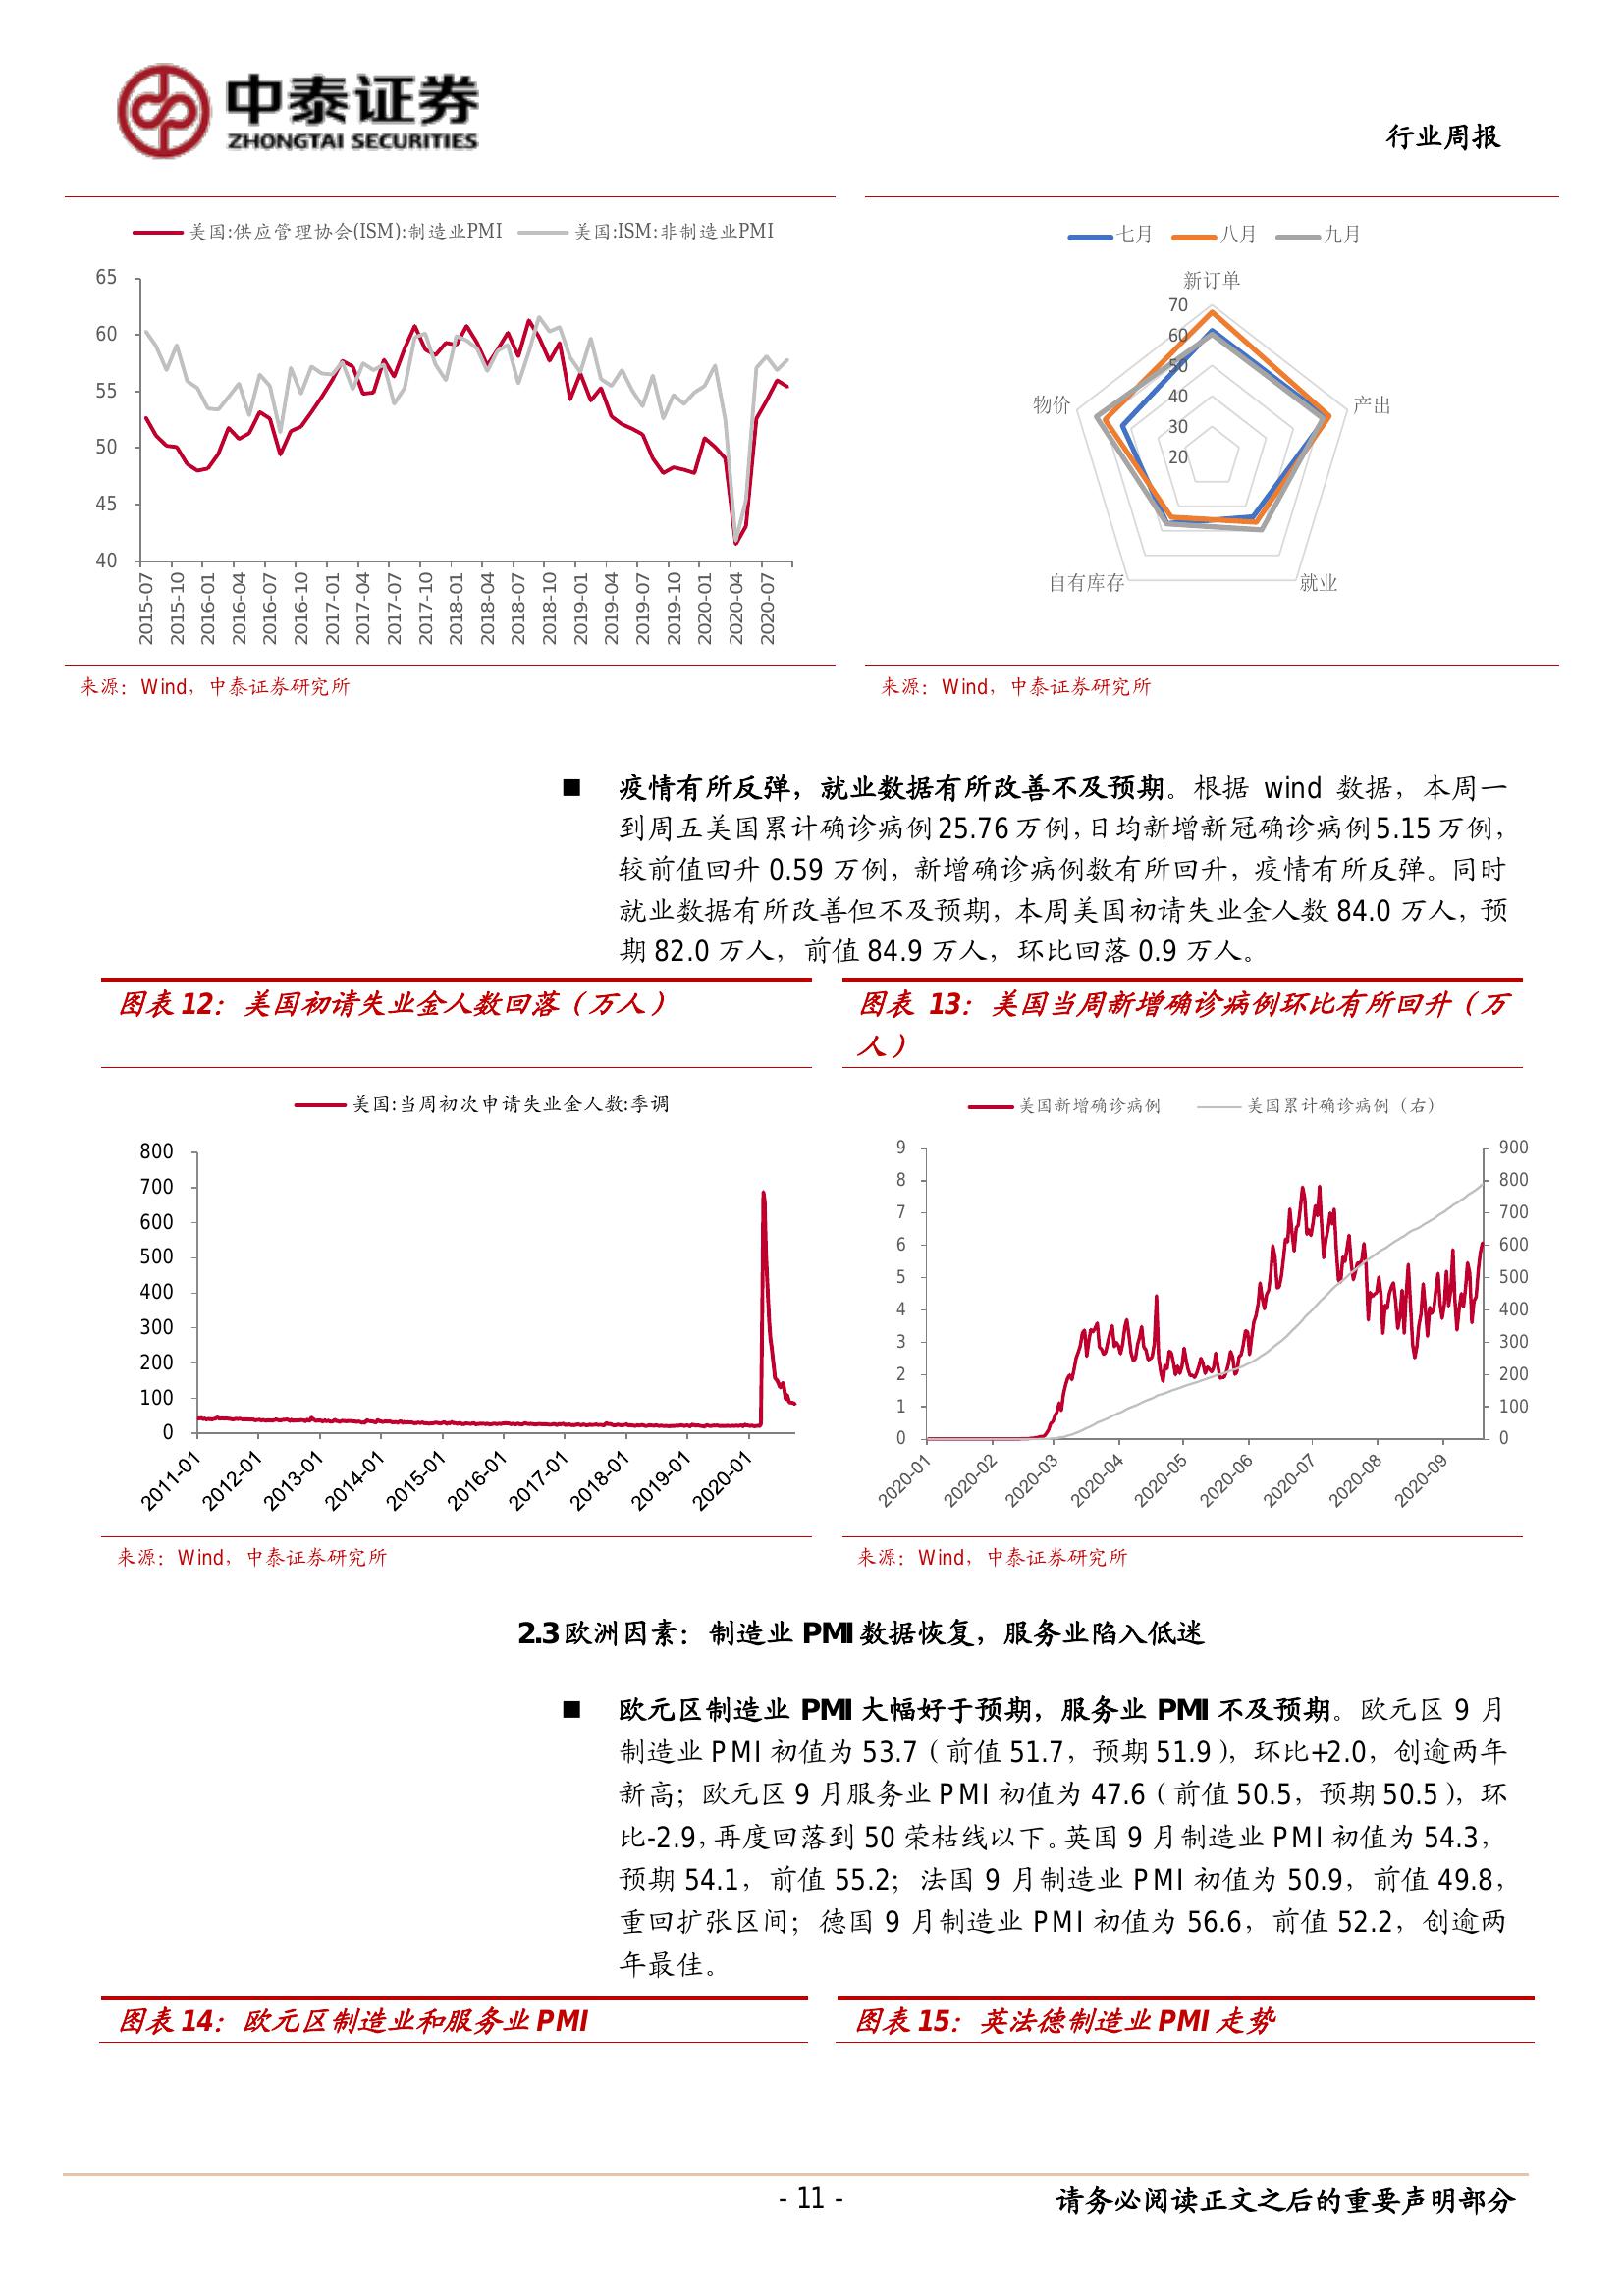 中泰证券
ZHONGTAI SECURITIES
行业周报
美国:供应管理协会(ISM):制造业PMI 美国:ISM:非制造业PMI
65
60
55
50
45
40
2015-07 2015-10 2016-01 2016-04 2016-07 2016-10 2017-01 2017-04 2017-07 2017-10 2018-01 2018-04 2018-07 2018-10 2019-01 2019-04 2019-07 2019-10 2020-01 2020-04 2020-07
七月 八月 九月
新订单
70
60
50
40
30
20
物价 产出
自有库存 就业
来源：Wind，中泰证券研究所
来源：Wind，中泰证券研究所
■ 疫情有所反弹，就业数据有所改善不及预期。根据 wind 数据，本周一
到周五美国累计确诊病例 25.76 万例，日均新增新冠确诊病例 5.15 万例，
较前值回升 0.59 万例，新增确诊病例数有所回升，疫情有所反弹。同时
就业数据有所改善但不及预期，本周美国初请失业金人数 84.0 万人，预
期 82.0 万人，前值 84.9 万人，环比回落 0.9 万人。
图表 12：美国初请失业金人数回落（万人）
图表 13：美国当周新增确诊病例环比有所回升（万
人）
美国:当周初次申请失业金人数:季调
800
700
600
500
400
300
200
100
0
2011-01 2012-01 2013-01 2014-01 2015-01 2016-01 2017-01 2018-01 2019-01 2020-01
美国新增确诊病例 美国累计确诊病例（右）
9 900
8 800
7 700
6 600
5 500
4 400
3 300
2 200
1 100
0 0
2020-01 2020-02 2020-03 2020-04 2020-05 2020-06 2020-07 2020-08 2020-09
来源：Wind，中泰证券研究所
来源：Wind，中泰证券研究所
2.3 欧洲因素：制造业 PMI 数据恢复，服务业陷入低迷
■ 欧元区制造业 PMI 大幅好于预期，服务业 PMI 不及预期。欧元区 9 月
制造业 PMI 初值为 53.7（前值 51.7，预期 51.9），环比+2.0，创逾两年
新高；欧元区 9 月服务业 PMI 初值为 47.6（前值 50.5，预期 50.5），环
比-2.9，再度回落到 50 荣枯线以下。英国 9 月制造业 PMI 初值为 54.3，
预期 54.1，前值 55.2；法国 9 月制造业 PMI 初值为 50.9，前值 49.8，
重回扩张区间；德国 9 月制造业 PMI 初值为 56.6，前值 52.2，创逾两
年最佳。
图表 14：欧元区制造业和服务业 PMI
图表 15：英法德制造业 PMI 走势
- 11 -
请务必阅读正文之后的重要声明部分